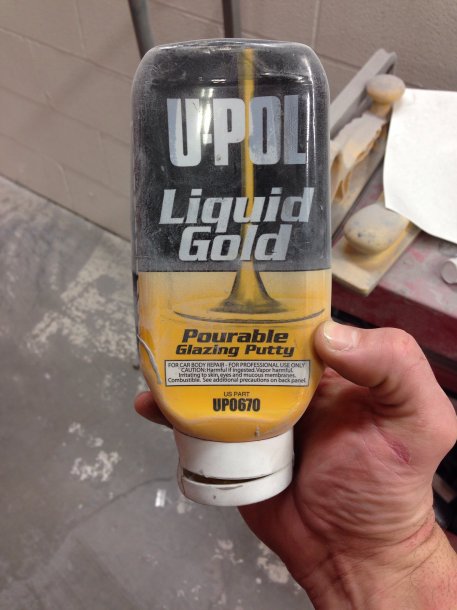 U-POL
Liquid
Gold
Pourable
Glazing Putty
FOR CAR BODY REPAIR - FOR PROFESSIONAL USE ONLY
CAUTION: Harmful if ingested. Vapor harmful.
Irritating to skin, eyes and mucous membranes.
Combustible. See additional precautions on back panel.
US PART
UP0670